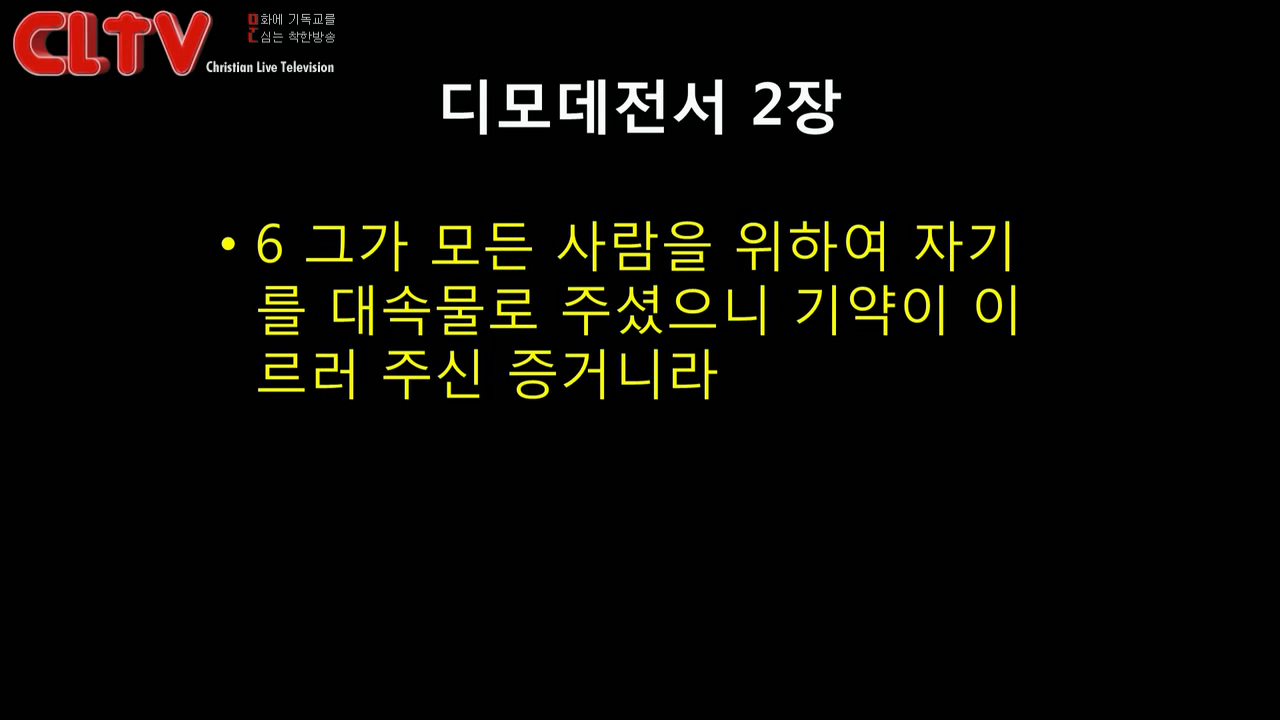 CLTV
문화에 기독교를
심는 착한방송
Christian Live Television
디모데전서 2장
• 6 그가 모든 사람을 위하여 자기
를 대속물로 주셨으니 기약이 이
르러 주신 증거니라